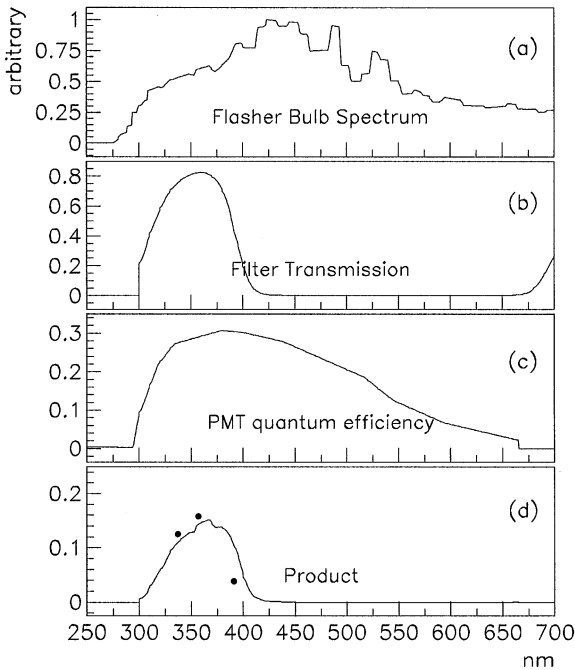 arbitrary
1
0.75
0.5
0.25
0
(a)
Flasher Bulb Spectrum
0.8
0.6
0.4
0.2
0
(b)
Filter Transmission
0.3
0.2
0.1
0
(c)
PMT quantum efficiency
0.2
0.1
0
(d)
Product
250 300 350 400 450 500 550 600 650 700
nm